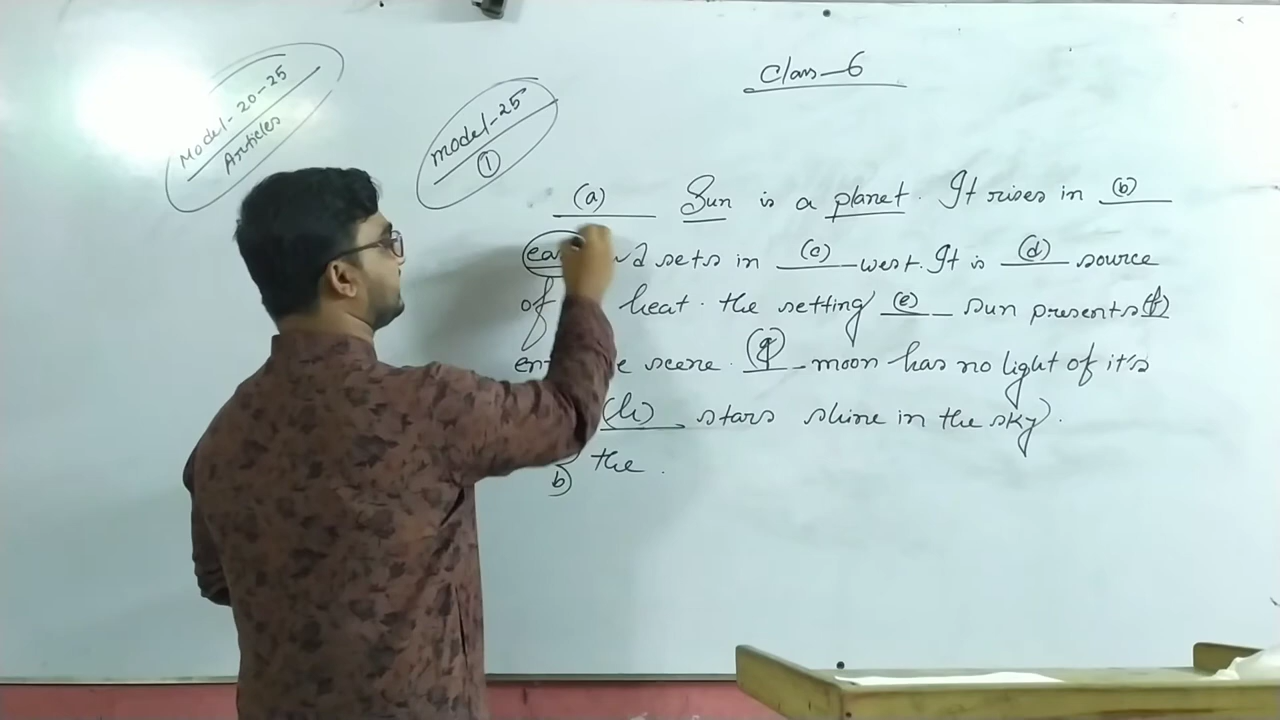 Class-6
Model-20-25
Articles
Model-25
①
(a) Sun is a planet. It rises in (b)
sets in (c) west. It is (d) source
of heat. the setting (e) sun presents (f)
scene. (g) moon has no light of it's
(h) stars shine in the sky.
the.
b)